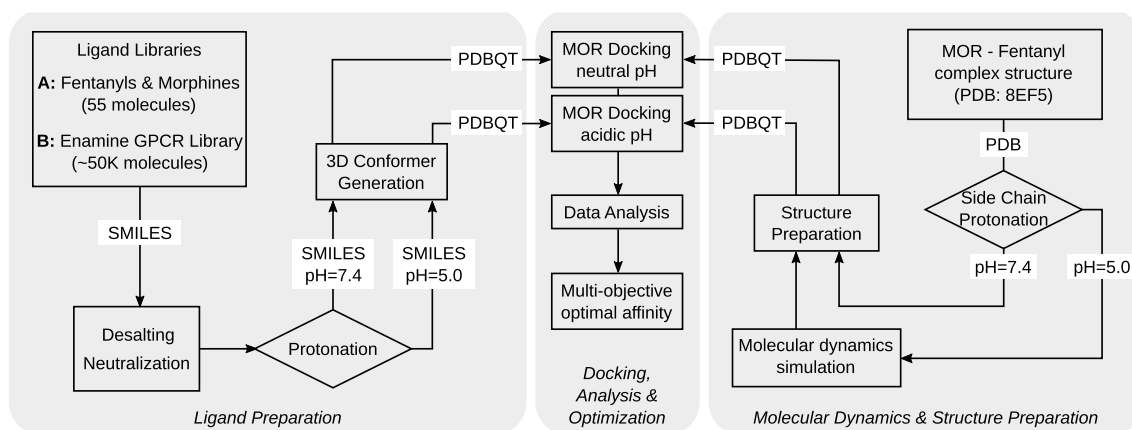 Ligand Libraries
A: Fentanyls & Morphines
(55 molecules)
B: Enamine GPCR Library
(~50K molecules)
SMILES
Desalting
Neutralization
Protonation
SMILES
pH=7.4
SMILES
pH=5.0
3D Conformer
Generation
PDBQT
PDBQT
Ligand Preparation
MOR Docking
neutral pH
MOR Docking
acidic pH
Data Analysis
Multi-objective
optimal affinity
Docking,
Analysis &
Optimization
PDBQT
PDBQT
MOR - Fentanyl
complex structure
(PDB: 8EF5)
PDB
Side Chain
Protonation
pH=7.4
pH=5.0
Structure
Preparation
Molecular dynamics
simulation
Molecular Dynamics & Structure Preparation